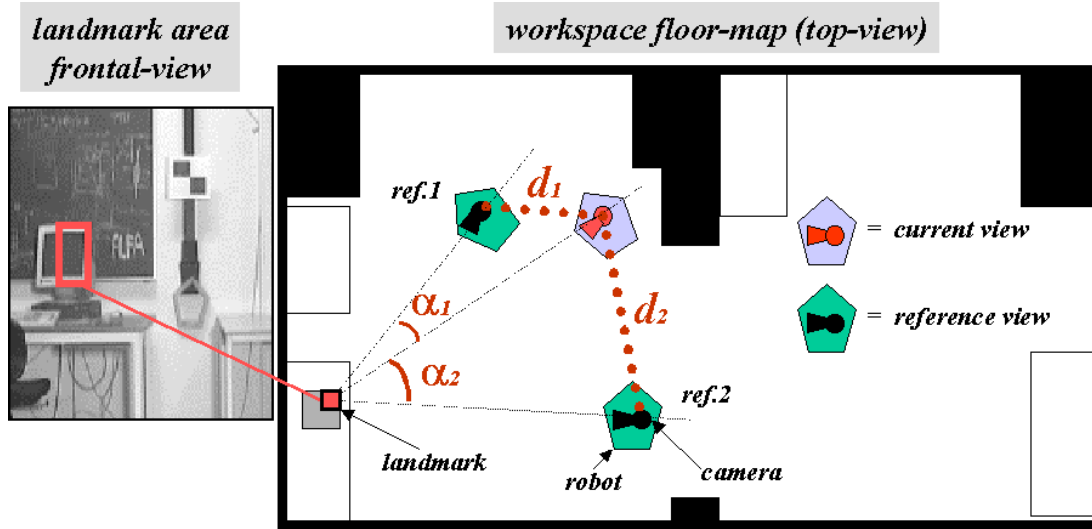 landmark area
frontal-view
workspace floor-map (top-view)
ref.1
d1
= current view
α1
d2
= reference view
α2
ref.2
landmark
robot
camera